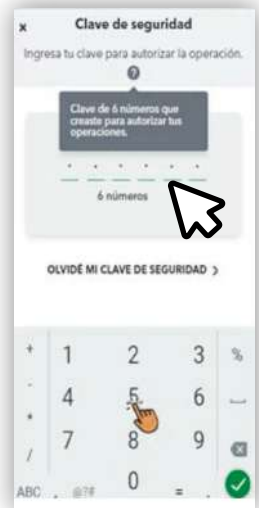 x Clave de seguridad
Ingresa tu clave para autorizar la operación.
?
Clave de 6 números que
creaste para autorizar tus
operaciones.
6 números
OLVIDÉ MI CLAVE DE SEGURIDAD >
+ 1 2 3 %
- 4 5 6
* 7 8 9
/
ABC , @?# 0 = .